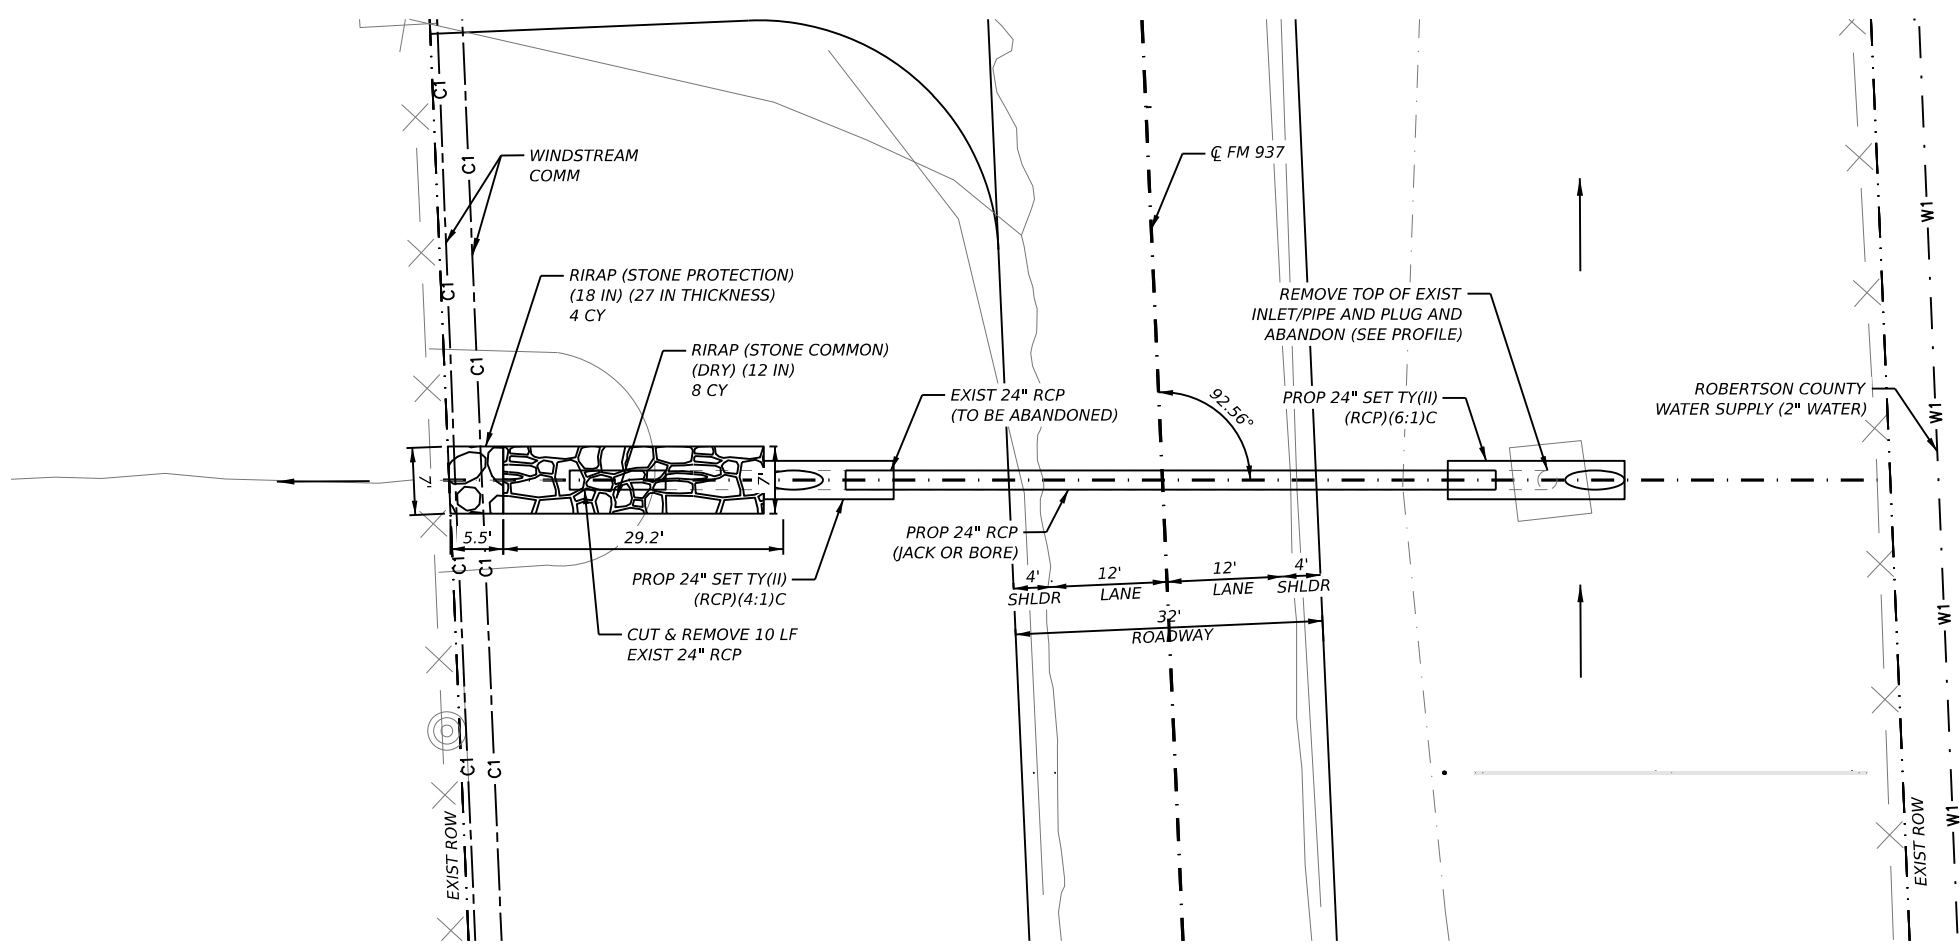 C1
C1
WINDSTREAM
COMM
℄ FM 937
W1
RIRAP (STONE PROTECTION)
(18 IN) (27 IN THICKNESS)
4 CY
C1
REMOVE TOP OF EXIST
INLET/PIPE AND PLUG AND
ABANDON (SEE PROFILE)
RIRAP (STONE COMMON)
(DRY) (12 IN)
8 CY
C1
EXIST 24" RCP
(TO BE ABANDONED)
92.56°
PROP 24" SET TY(II)
(RCP)(6:1)C
ROBERTSON COUNTY
WATER SUPPLY (2" WATER)
W1
7'
7'
5.5'
29.2'
PROP 24" RCP
(JACK OR BORE)
C1
C1
PROP 24" SET TY(II)
(RCP)(4:1)C
4'
SHLDR
12'
LANE
12'
LANE
4'
SHLDR
32'
ROADWAY
W1
CUT & REMOVE 10 LF
EXIST 24" RCP
C1
C1
EXIST ROW
EXIST ROW
W1